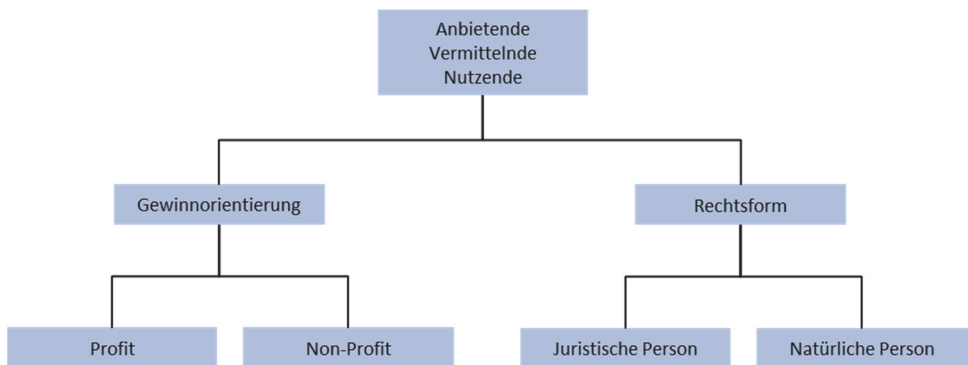 Anbietende
Vermittelnde
Nutzende
Gewinnorientierung
Rechtsform
Profit
Non-Profit
Juristische Person
Natürliche Person